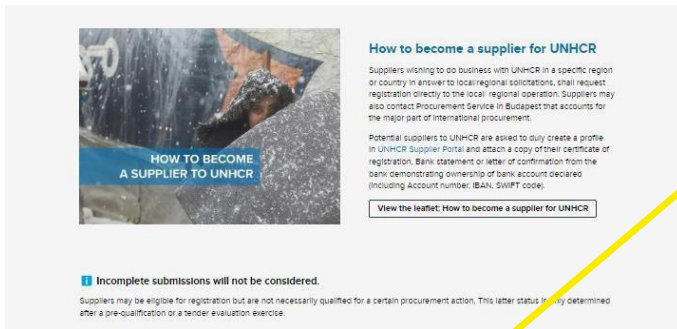 HOW TO BECOME
A SUPPLIER TO UNHCR
How to become a supplier for UNHCR
Suppliers wishing to do business with UNHCR in a specific region
or country in answer to local/regional solicitations, shall request
registration directly to the local/ regional operation. Suppliers may
also contact Procurement Service in Budapest that accounts for
the major part of international procurement.
Potential suppliers to UNHCR are asked to duly create a profile
in UNHCR Supplier Portal and attach a copy of their certificate of
registration, Bank statement or letter of confirmation from the
bank demonstrating ownership of bank account declared
(including Account number, IBAN, SWIFT code).
View the leaflet: How to become a supplier for UNHCR
Incomplete submissions will not be considered.
Suppliers may be eligible for registration but are not necessarily qualified for a certain procurement action. This latter status is determined
after a pre-qualification or a tender evaluation exercise.